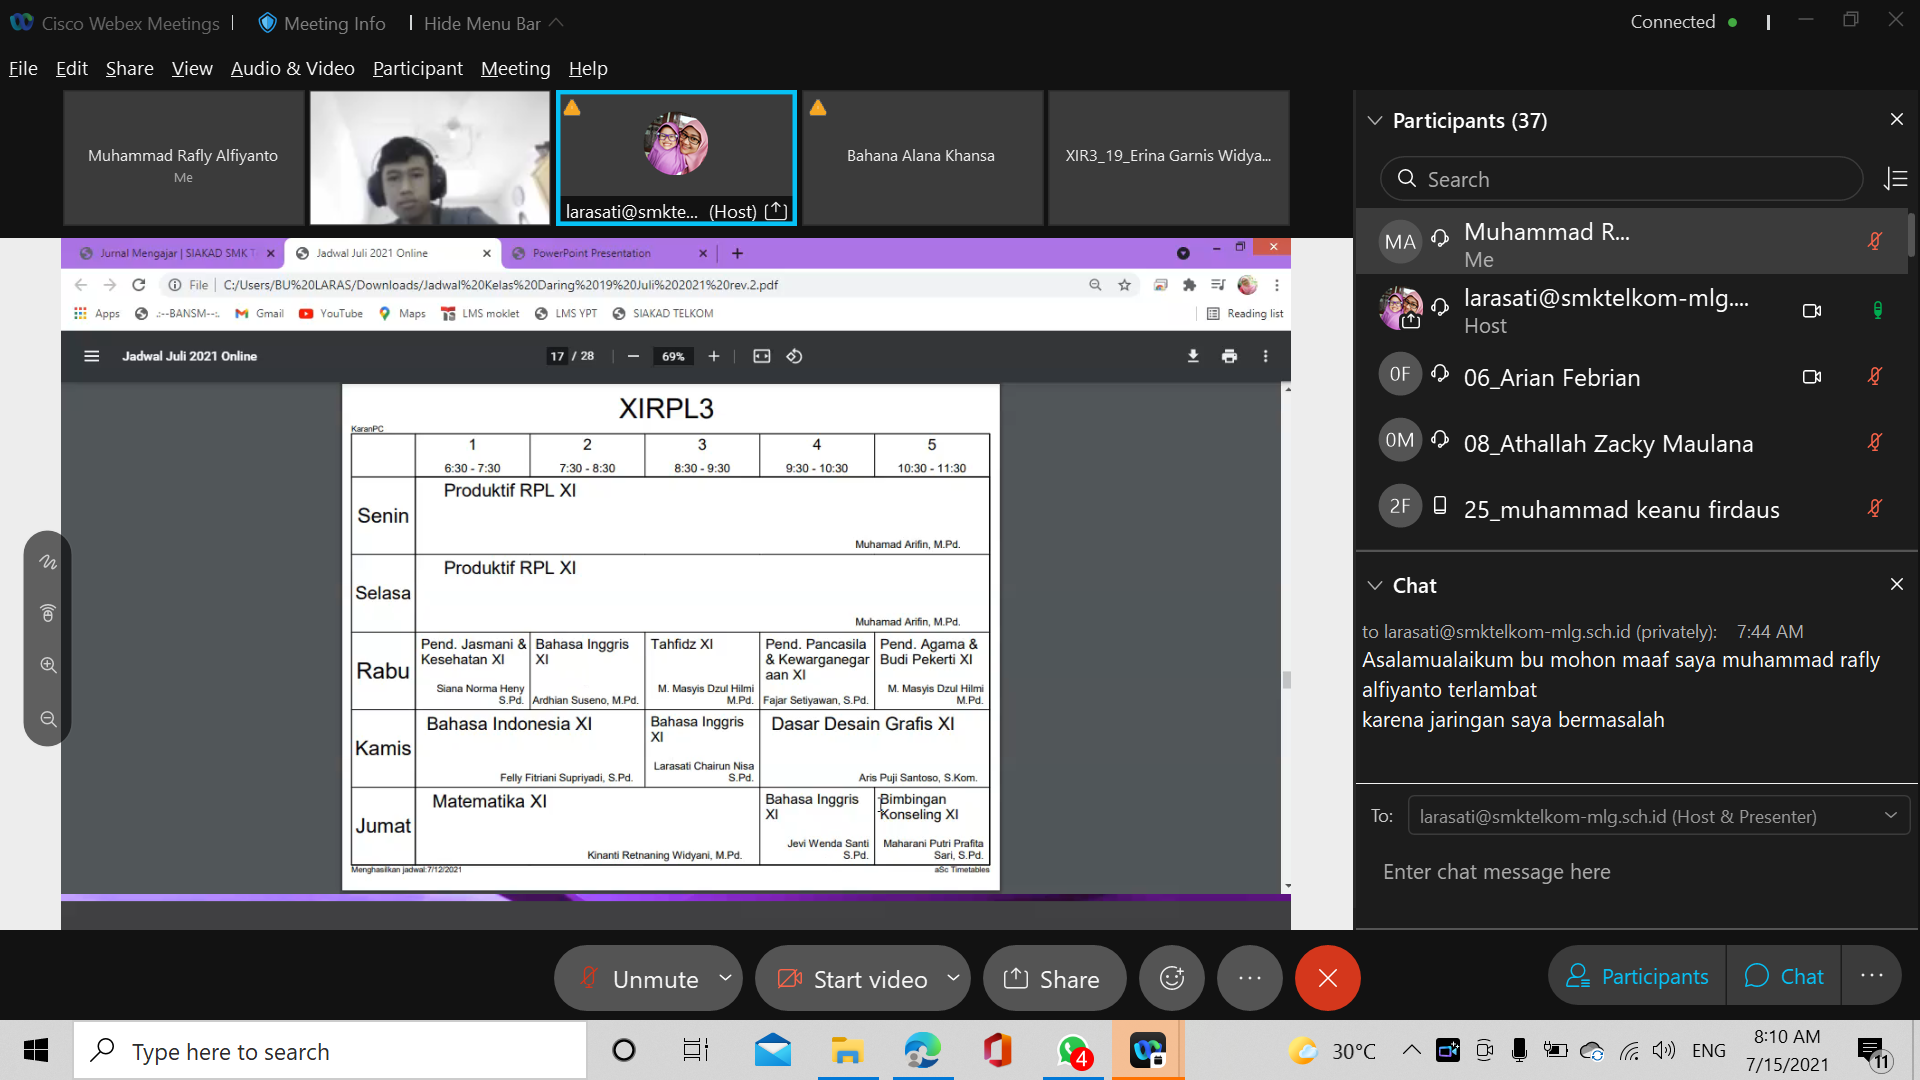 Cisco Webex Meetings
Meeting Info
Hide Menu Bar
Connected
File Edit Share View Audio & Video Participant Meeting Help
Muhammad Rafly Alfiyanto
Me
larasati@smkte... (Host)
Bahana Alana Khansa
XIR3_19_Erina Garnis Widya...
Jurnal Mengajar | SIAKAD SMK T
Jadwal Juli 2021 Online
PowerPoint Presentation
File C:/Users/BU%20LARAS/Downloads/Jadwal%20Kelas%20Daring%2019%20Juli%202021%20rev.2.pdf
Apps .:--BANSM--:. Gmail YouTube Maps LMS moklet LMS YPT SIAKAD TELKOM Reading list
Jadwal Juli 2021 Online
17 / 28
69%
XIRPL3
KaranPC
1 2 3 4 5
6:30 - 7:30 7:30 - 8:30 8:30 - 9:30 9:30 - 10:30 10:30 - 11:30
Senin
Produktif RPL XI
Muhamad Arifin, M.Pd.
Selasa
Produktif RPL XI
Muhamad Arifin, M.Pd.
Rabu
Pend. Jasmani &
Kesehatan XI
Siana Norma Heny
S.Pd.
Bahasa Inggris
XI
Ardhian Suseno, M.Pd.
Tahfidz XI
M. Masyis Dzul Hilmi
M.Pd.
Pend. Pancasila
& Kewarganegar
aan XI
Fajar Setiyawan, S.Pd.
Pend. Agama &
Budi Pekerti XI
M. Masyis Dzul Hilmi
M.Pd.
Kamis
Bahasa Indonesia XI
Felly Fitriani Supriyadi, S.Pd.
Bahasa Inggris
XI
Larasati Chairun Nisa
S.Pd.
Dasar Desain Grafis XI
Aris Puji Santoso, S.Kom.
Jumat
Matematika XI
Kinanti Retnaning Widyani, M.Pd.
Bahasa Inggris
XI
Jevi Wenda Santi
S.Pd.
Bimbingan
Konseling XI
Maharani Putri Prafita
Sari, S.Pd.
Menghasilkan jadwal:7/12/2021
aSc Timetables
Participants (37)
Search
MA
Muhammad R...
Me
larasati@smktelkom-mlg....
Host
0F
06_Arian Febrian
0M
08_Athallah Zacky Maulana
2F
25_muhammad keanu firdaus
Chat
to larasati@smktelkom-mlg.sch.id (privately): 7:44 AM
Asalamualaikum bu mohon maaf saya muhammad rafly
alfiyanto terlambat
karena jaringan saya bermasalah
To: larasati@smktelkom-mlg.sch.id (Host & Presenter)
Enter chat message here
Unmute
Start video
Share
Participants
Chat
Type here to search
4
30°C
ENG
8:10 AM
7/15/2021
11